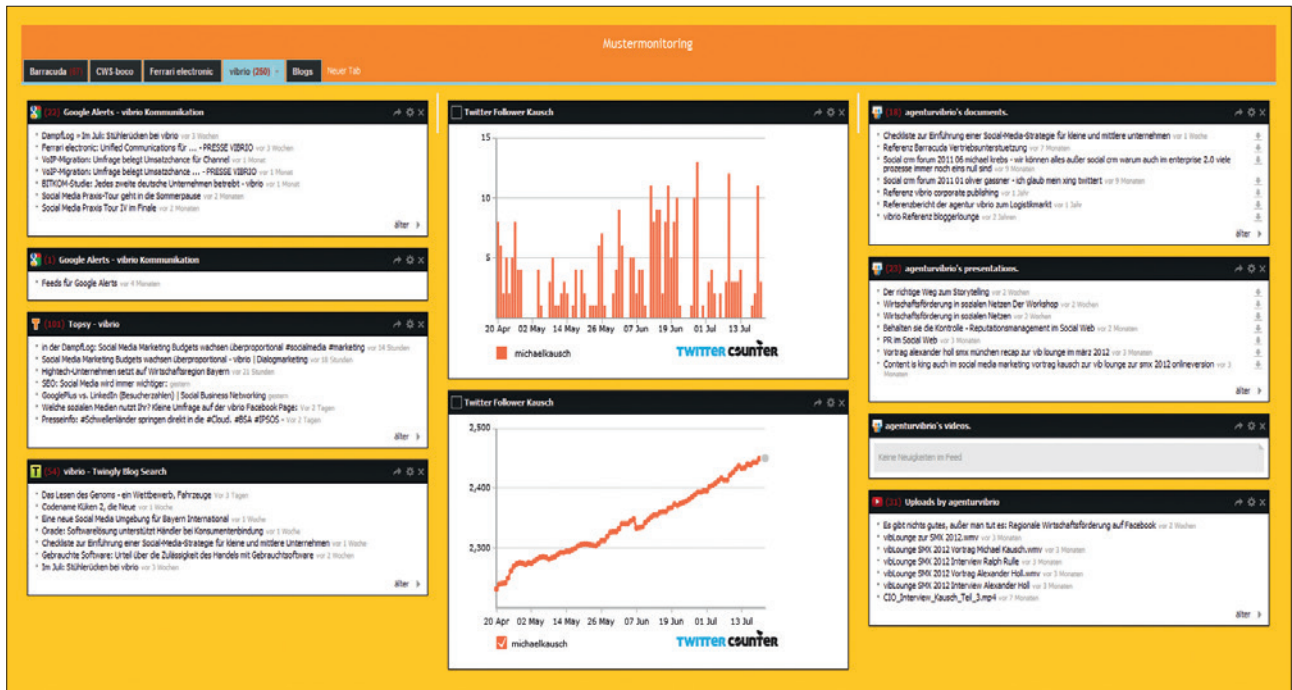 Mustermonitoring
Barracuda (67) CWS-boco Ferrari electronic vibrio (250) Blogs Neuer Tab
(22) Google Alerts - vibrio Kommunikation
DampfLog » Im Juli: Stühlerücken bei vibrio vor 3 Wochen
Ferrari electronic: Unified Communications für ... - PRESSE VIBRIO vor 3 Wochen
VoIP-Migration: Umfrage belegt Umsatzchance für Channel vor 1 Monat
VoIP-Migration: Umfrage belegt Umsatzchance ... - PRESSE VIBRIO vor 1 Monat
BITKOM-Studie: Jedes zweite deutsche Unternehmen betreibt - vibrio vor 1 Monat
Social Media Praxis-Tour geht in die Sommerpause vor 2 Monaten
Social Media Praxis Tour IV im Finale vor 2 Monaten
älter
(1) Google Alerts - vibrio Kommunikation
Feeds für Google Alerts vor 4 Monaten
(101) Topsy - vibrio
in der DampfLog: Social Media Marketing Budgets wachsen überproportional #socialmedia #marketing vor 14 Stunden
Social Media Marketing Budgets wachsen überproportional - vibrio | Dialogmarketing vor 18 Stunden
Hightech-Unternehmen setzt auf Wirtschaftsregion Bayern vor 21 Stunden
SEO: Social Media wird immer wichtiger: gestern
GooglePlus vs. LinkedIn (Besucherzahlen) | Social Business Networking gestern
Welche sozialen Medien nutzt Ihr? Kleine Umfrage auf der vibrio Facebook Page: Vor 2 Tagen
Presseinfo: #Schwellenländer springen direkt in die #Cloud. #BSA #IPSOS - Vor 2 Tagen
älter
(54) vibrio - Twingly Blog Search
Das Lesen des Genoms - ein Wettbewerb, Fahrzeuge Vor 3 Tagen
Codename Küken 2, die Neue vor 1 Woche
Eine neue Social Media Umgebung für Bayern International vor 1 Woche
Oracle: Softwarelösung unterstützt Händler bei Konsumentenbindung vor 1 Woche
Checkliste zur Einführung einer Social-Media-Strategie für kleine und mittlere Unternehmen vor 1 Woche
Gebrauchte Software: Urteil über die Zulässigkeit des Handels mit Gebrauchtsoftware vor 2 Wochen
Im Juli: Stühlerücken bei vibrio vor 3 Wochen
älter
Twitter Follower Kausch
15
10
5
20 Apr 02 May 14 May 26 May 07 Jun 19 Jun 01 Jul 13 Jul
michaelkausch TWITTER COUNTER
Twitter Follower Kausch
2,500
2,400
2,300
20 Apr 02 May 14 May 26 May 07 Jun 19 Jun 01 Jul 13 Jul
michaelkausch TWITTER COUNTER
(18) agenturvibrio's documents.
Checkliste zur Einführung einer Social-Media-Strategie für kleine und mittlere unternehmen vor 1 Woche
Referenz Barracuda Vertriebsunterstuetzung vor 7 Monaten
Social crm forum 2011 06 michael krebs - wir können alles außer social crm warum auch im enterprise 2.0 viele
prozesse immer noch eins null sind vor 9 Monaten
Social crm forum 2011 01 oliver gassner - ich glaub mein xing twittert vor 9 Monaten
Referenz vibrio corporate publishing vor 1 Jahr
Referenzbericht der agentur vibrio zum Logistikmarkt vor 1 Jahr
vibrio Referenz bloggerlounge vor 2 Jahren
älter
(23) agenturvibrio's presentations.
Der richtige Weg zum Storytelling vor 2 Wochen
Wirtschaftsförderung in sozialen Netzen Der Workshop vor 2 Wochen
Wirtschaftsförderung in sozialen Netzen vor 2 Wochen
Behalten sie die Kontrolle - Reputationsmanagement im Social Web vor 2 Monaten
PR im Social Web vor 3 Monaten
Vortrag alexander holl smx münchen recap zur vib lounge im märz 2012 vor 3 Monaten
Content is king auch im social media marketing vortrag kausch zur vib lounge zur smx 2012 onlineversion vor 3
Monaten
älter
agenturvibrio's videos.
Keine Neuigkeiten im Feed
(31) Uploads by agenturvibrio
Es gibt nichts gutes, außer man tut es: Regionale Wirtschaftsförderung auf Facebook vor 2 Wochen
vibLounge zur SMX 2012.wmv vor 3 Monaten
vibLounge SMX 2012 Vortrag Michael Kausch.wmv vor 3 Monaten
vibLounge SMX 2012 Interview Ralph Rulle vor 3 Monaten
vibLounge SMX 2012 Vortrag Alexander Holl.wmv vor 3 Monaten
vibLounge SMX 2012 Interview Alexander Holl vor 3 Monaten
CIO_Interview_Kausch_Teil_3.mp4 vor 7 Monaten
älter